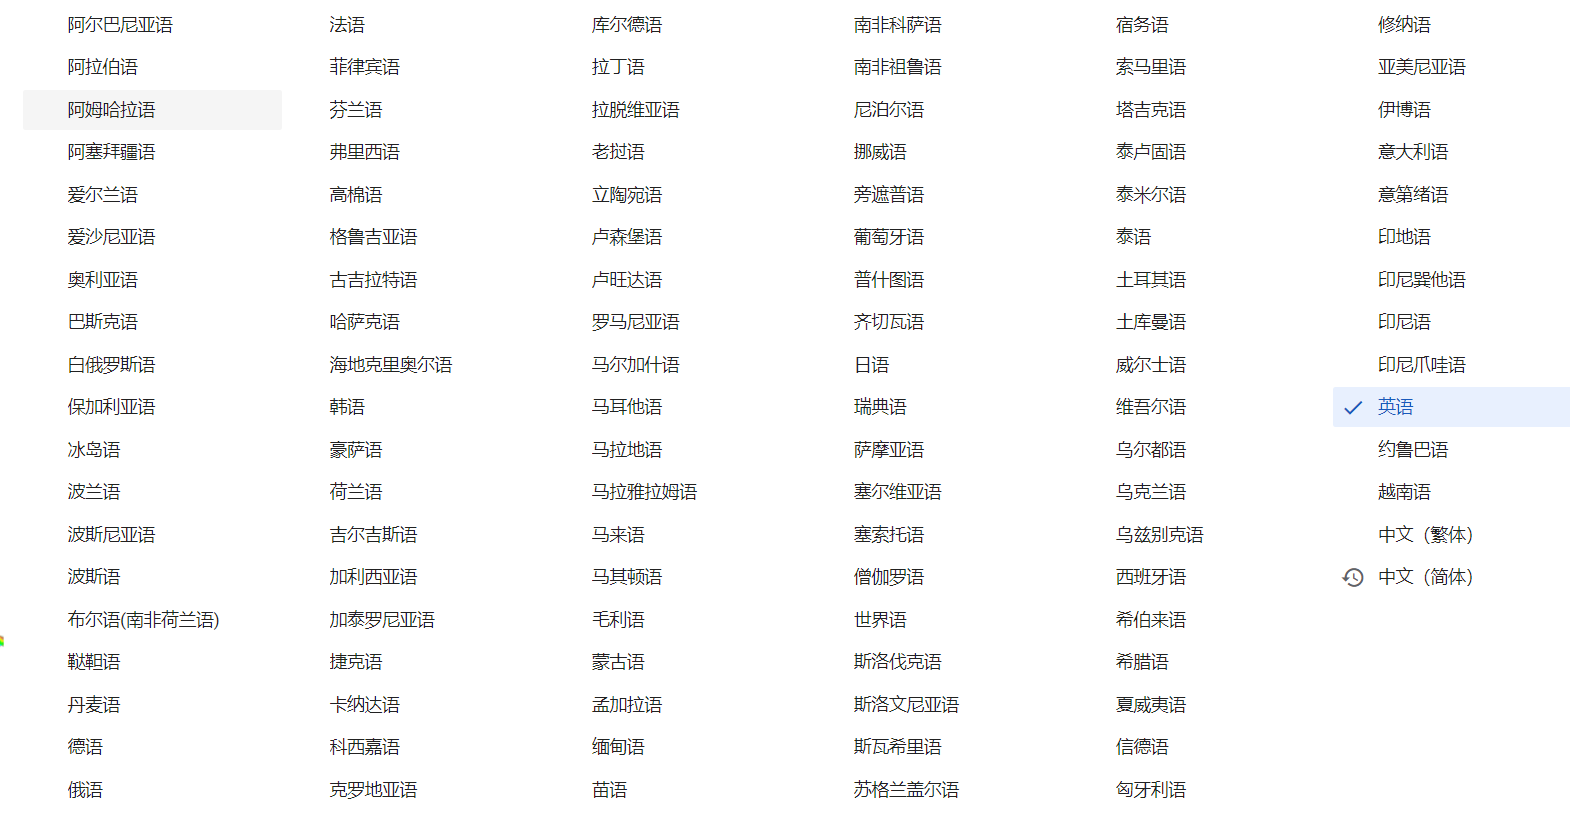 阿尔巴尼亚语
阿拉伯语
阿姆哈拉语
阿塞拜疆语
爱尔兰语
爱沙尼亚语
奥利亚语
巴斯克语
白俄罗斯语
保加利亚语
冰岛语
波兰语
波斯尼亚语
波斯语
布尔语(南非荷兰语)
鞑靼语
丹麦语
德语
俄语
法语
菲律宾语
芬兰语
弗里西语
高棉语
格鲁吉亚语
古吉拉特语
哈萨克语
海地克里奥尔语
韩语
豪萨语
荷兰语
吉尔吉斯语
加利西亚语
加泰罗尼亚语
捷克语
卡纳达语
科西嘉语
克罗地亚语
库尔德语
拉丁语
拉脱维亚语
老挝语
立陶宛语
卢森堡语
卢旺达语
罗马尼亚语
马尔加什语
马耳他语
马拉地语
马拉雅拉姆语
马来语
马其顿语
毛利语
蒙古语
孟加拉语
缅甸语
苗语
南非科萨语
南非祖鲁语
尼泊尔语
挪威语
旁遮普语
葡萄牙语
普什图语
齐切瓦语
日语
瑞典语
萨摩亚语
塞尔维亚语
塞索托语
僧伽罗语
世界语
斯洛伐克语
斯洛文尼亚语
斯瓦希里语
苏格兰盖尔语
宿务语
索马里语
塔吉克语
泰卢固语
泰米尔语
泰语
土耳其语
土库曼语
威尔士语
维吾尔语
乌尔都语
乌克兰语
乌兹别克语
西班牙语
希伯来语
希腊语
夏威夷语
信德语
匈牙利语
修纳语
亚美尼亚语
伊博语
意大利语
意第绪语
印地语
印尼巽他语
印尼语
印尼爪哇语
英语
约鲁巴语
越南语
中文（繁体）
中文（简体）